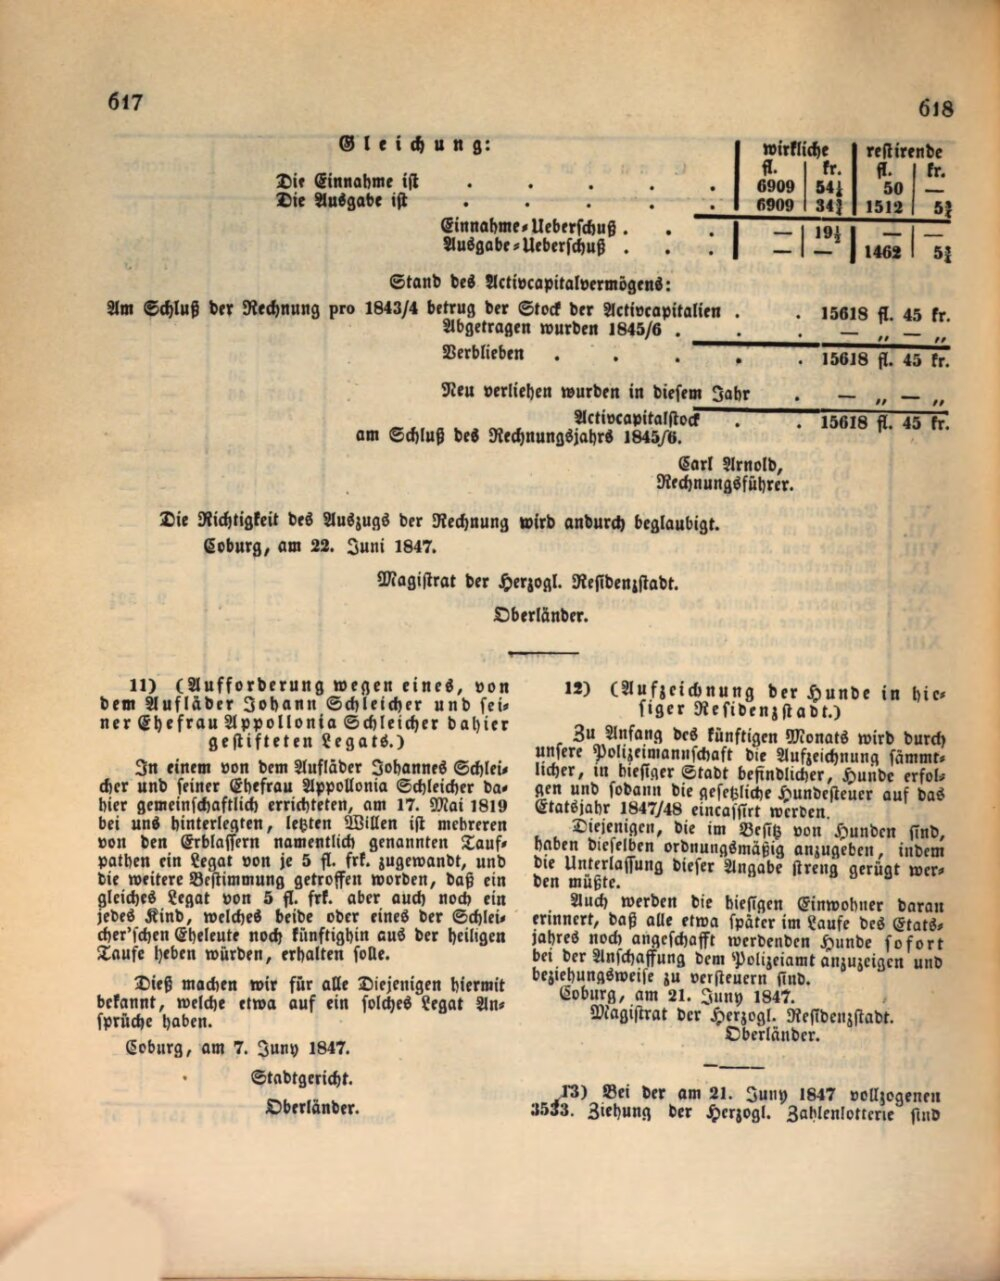 617
618
Gleichung:
wirkliche | restirende
fl. | fr. | fl. | fr.
Die Einnahme ist . . . . . 6909 | 54¼ | 50 | —
Die Ausgabe ist . . . . . 6909 | 34¾ | 1512 | 5¾
Einnahme-Ueberschuß . . . — | 19½ | — | —
Ausgabe-Ueberschuß . . . — | — | 1462 | 5¾
Stand des Activcapitalvermögens:
Am Schluß der Rechnung pro 1843/4 betrug der Stock der Activcapitalien . . 15618 fl. 45 fr.
Abgetragen wurden 1845/6 . . . — „ — „
Verblieben . . . . . 15618 fl. 45 fr.
Neu verliehen wurden in diesem Jahr . — „ — „
Activcapitalstock . . 15618 fl. 45 fr.
am Schluß des Rechnungsjahrs 1845/6.
Carl Arnold,
Rechnungsführer.
Die Richtigkeit des Auszugs der Rechnung wird andurch beglaubigt.
Coburg, am 22. Juni 1847.
Magistrat der Herzogl. Residenzstadt.
Oberländer.
11) (Aufforderung wegen eines, von
dem Aufläder Johann Schleicher und sei-
ner Ehefrau Appollonia Schleicher dahier
gestifteten Legats.)
In einem von dem Aufläder Johannes Schlei-
cher und seiner Ehefrau Appollonia Schleicher da-
hier gemeinschaftlich errichteten, am 17. Mai 1819
bei uns hinterlegten, letzten Willen ist mehreren
von den Erblassern namentlich genannten Tauf-
pathen ein Legat von je 5 fl. frk. zugewandt, und
die weitere Bestimmung getroffen worden, daß ein
gleiches Legat von 5 fl. frk. aber auch noch ein
jedes Kind, welches beide oder eines der Schlei-
cher'schen Eheleute noch künftighin aus der heiligen
Taufe heben würden, erhalten solle.
Dieß machen wir für alle Diejenigen hiermit
bekannt, welche etwa auf ein solches Legat An-
sprüche haben.
Coburg, am 7. Juny 1847.
Stadtgericht.
Oberländer.
12) (Aufzeichnung der Hunde in hie-
siger Residenzstadt.)
Zu Anfang des künftigen Monats wird durch
unsere Polizeimannschaft die Aufzeichnung sämmt-
licher, in hiesiger Stadt befindlicher, Hunde erfol-
gen und sodann die gesetzliche Hundesteuer auf das
Etatsjahr 1847/48 eincassirt werden.
Diejenigen, die im Besitz von Hunden sind,
haben dieselben ordnungsmäßig anzugeben, indem
die Unterlassung dieser Angabe streng gerügt wer-
den müßte.
Auch werden die hiesigen Einwohner daran
erinnert, daß alle etwa später im Laufe des Etats-
jahres noch angeschafft werdenden Hunde sofort
bei der Anschaffung dem Polizeiamt anzuzeigen und
beziehungsweise zu versteuern sind.
Coburg, am 21. Juny 1847.
Magistrat der Herzogl. Residenzstadt.
Oberländer.
13) Bei der am 21. Juny 1847 vollzogenen
3533. Ziehung der Herzogl. Zahlenlotterie sind